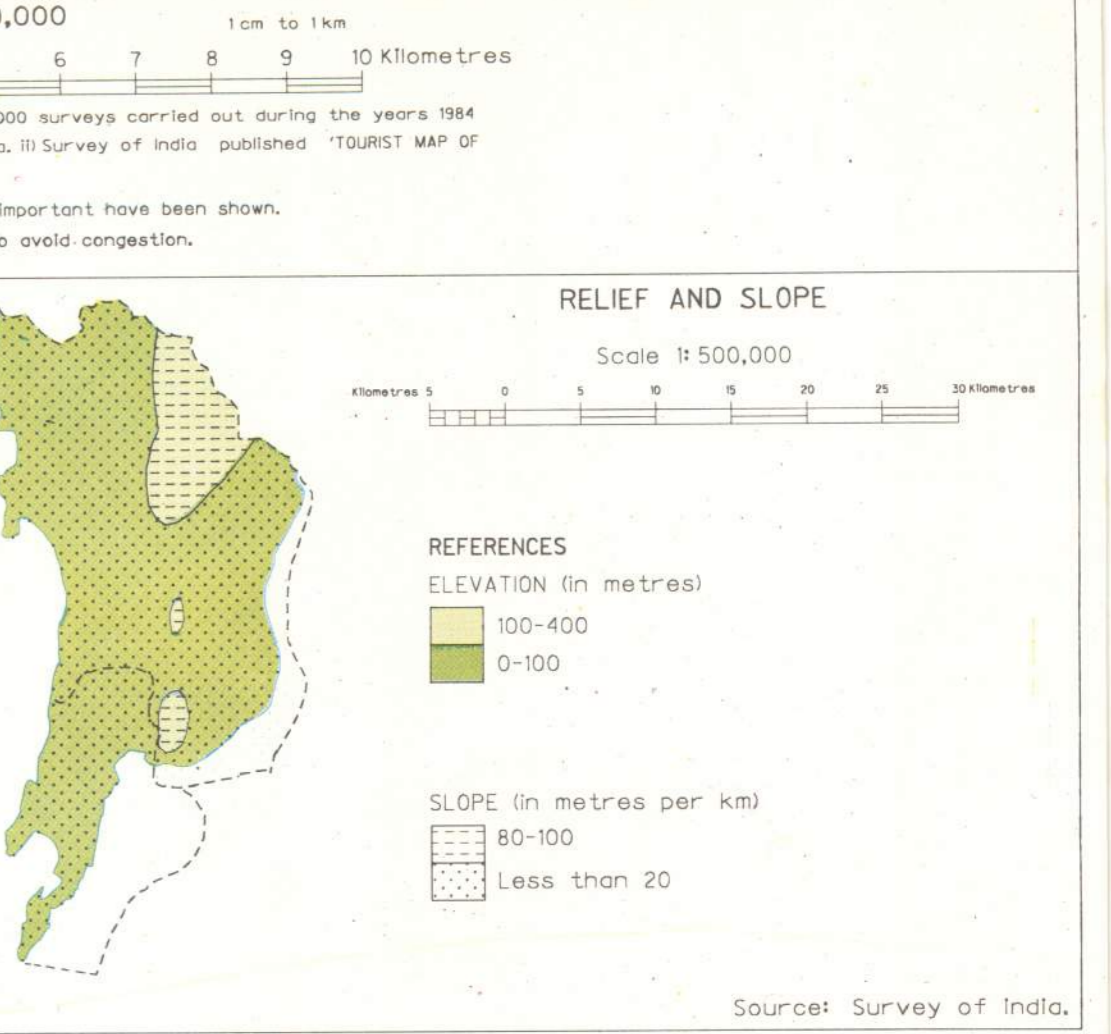 0,000
1 cm to 1 km
6 7 8 9 10 Kilometres
000 surveys carried out during the years 1984
a. ii) Survey of India published 'TOURIST MAP OF
important have been shown.
o avoid congestion.
RELIEF AND SLOPE
Scale 1:500,000
Kilometres 5 0 5 10 15 20 25 30 Kilometres
REFERENCES
ELEVATION (in metres)
100-400
0-100
SLOPE (in metres per km)
80-100
Less than 20
Source: Survey of India.